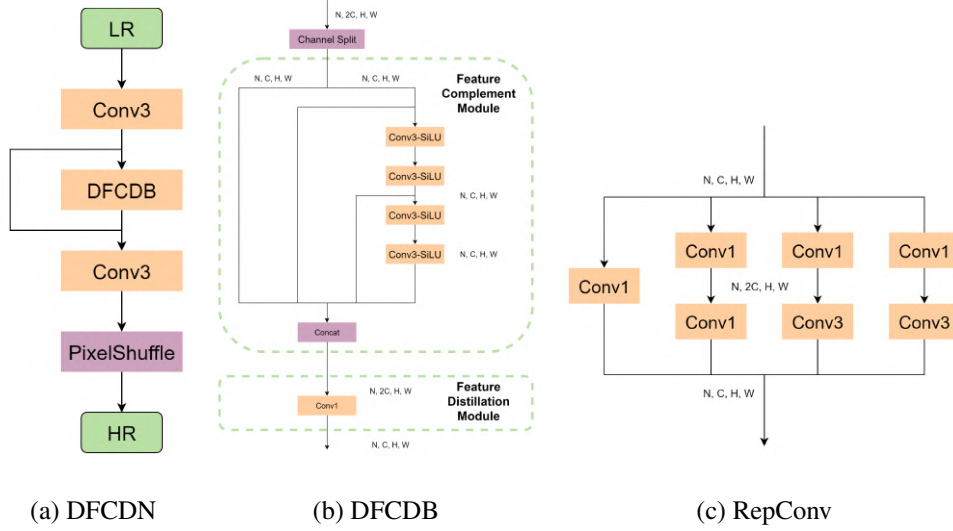 LR
Conv3
DFCDB
Conv3
PixelShuffle
HR
(a) DFCDN
N, 2C, H, W
Channel Split
N, C, H, W
N, C, H, W
Feature
Complement
Module
Conv3-SiLU
Conv3-SiLU
N, C, H, W
Conv3-SiLU
Conv3-SiLU
N, C, H, W
Concat
N, 2C, H, W
Feature
Distillation
Module
Conv1
N, C, H, W
(b) DFCDB
N, C, H, W
Conv1
Conv1
Conv1
Conv1
N, 2C, H, W
Conv1
Conv3
Conv3
N, C, H, W
(c) RepConv